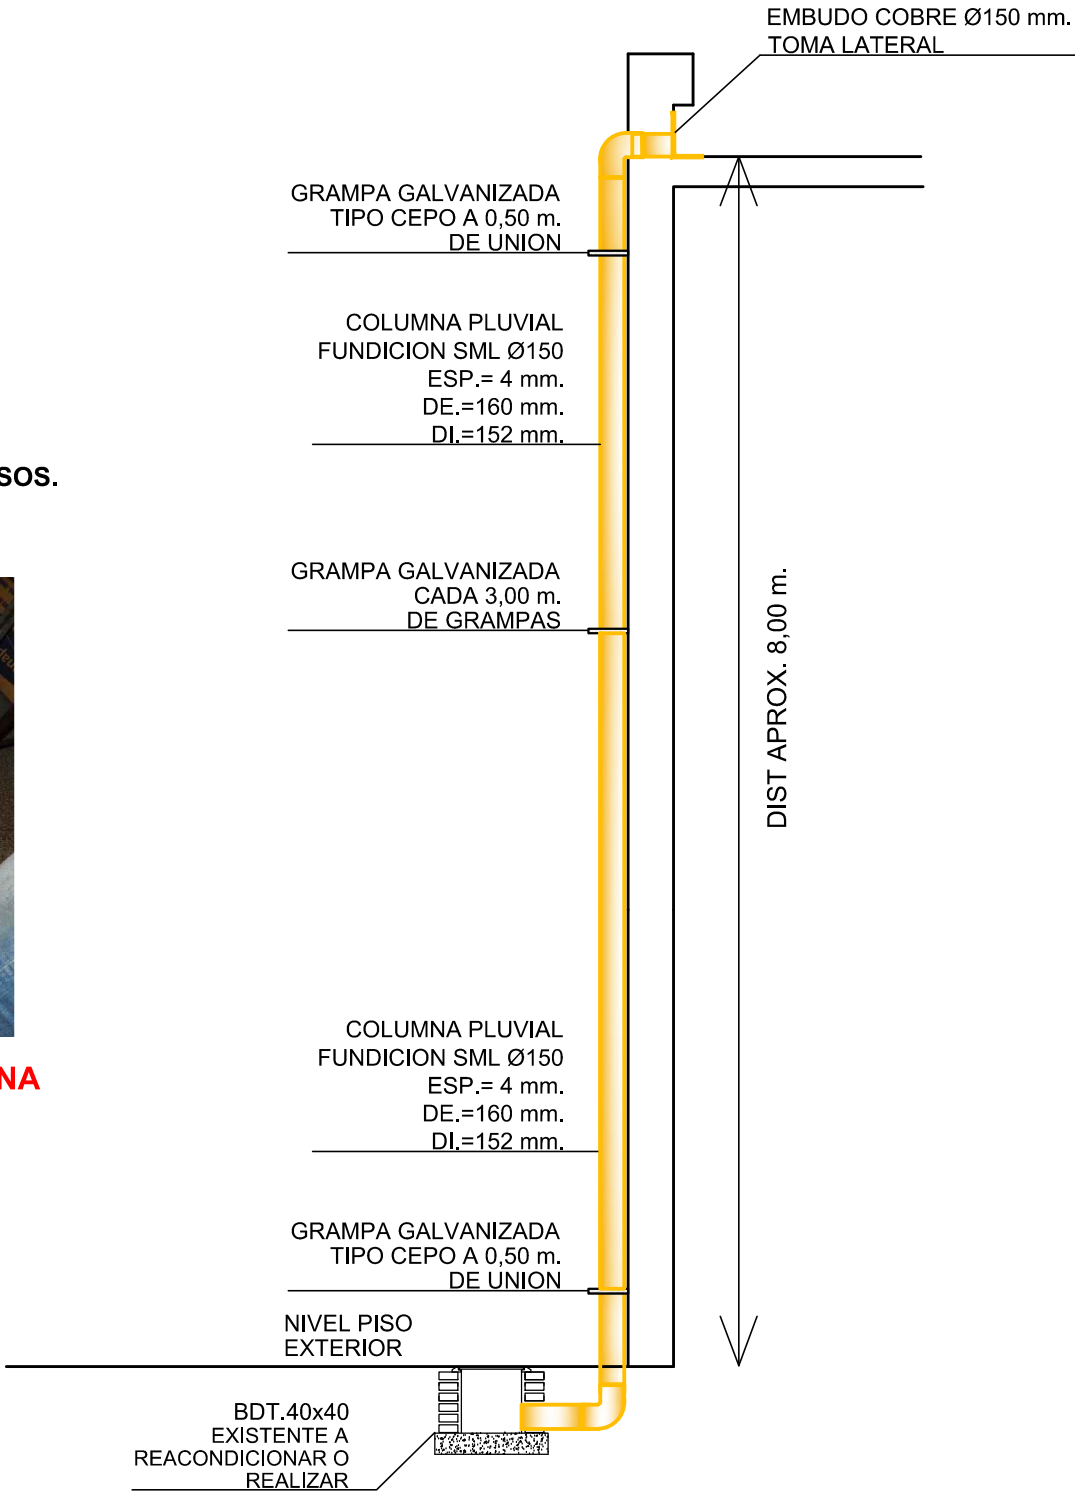 EMBUDO COBRE Ø150 mm.
TOMA LATERAL
GRAMPA GALVANIZADA
TIPO CEPO A 0,50 m.
DE UNION
COLUMNA PLUVIAL
FUNDICION SML Ø150
ESP.= 4 mm.
DE.=160 mm.
DI.=152 mm.
SOS.
GRAMPA GALVANIZADA
CADA 3,00 m.
DE GRAMPAS
DIST APROX. 8,00 m.
COLUMNA PLUVIAL
FUNDICION SML Ø150
ESP.= 4 mm.
DE.=160 mm.
DI.=152 mm.
NA
GRAMPA GALVANIZADA
TIPO CEPO A 0,50 m.
DE UNION
NIVEL PISO
EXTERIOR
BDT.40x40
EXISTENTE A
REACONDICIONAR O
REALIZAR